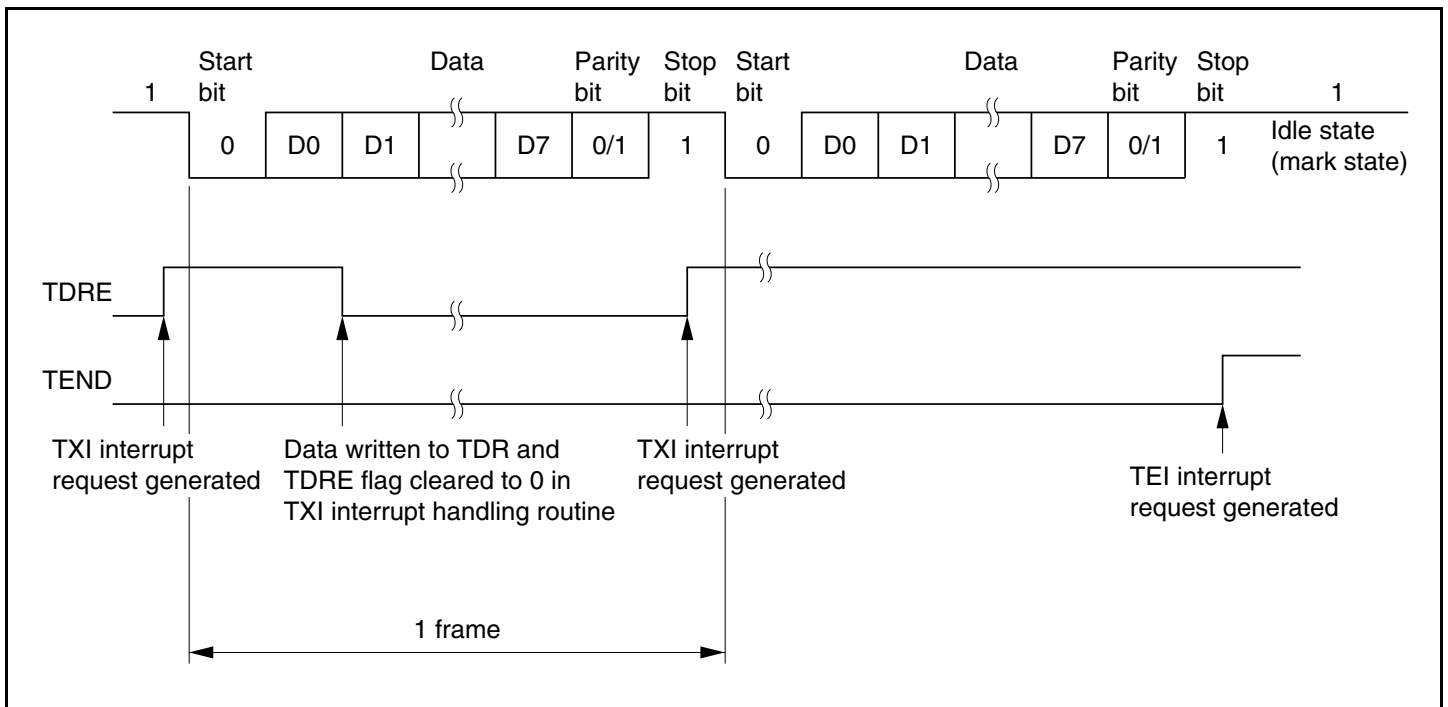 Start bit
Data
Parity bit
Stop bit
Start bit
Data
Parity bit
Stop bit
1
1
0
D0
D1
D7
0/1
1
0
D0
D1
D7
0/1
1
Idle state
(mark state)
TDRE
TEND
TXI interrupt
request generated
Data written to TDR and
TDRE flag cleared to 0 in
TXI interrupt handling routine
TXI interrupt
request generated
TEI interrupt
request generated
1 frame